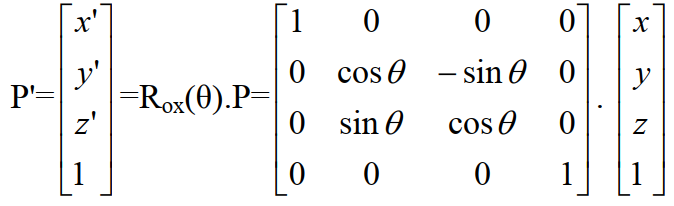 P'= [x' y' z' 1] =R_ox(θ).P= [1 0 0 0; 0 cosθ −sinθ 0; 0 sinθ cosθ 0; 0 0 0 1] . [x y z 1]